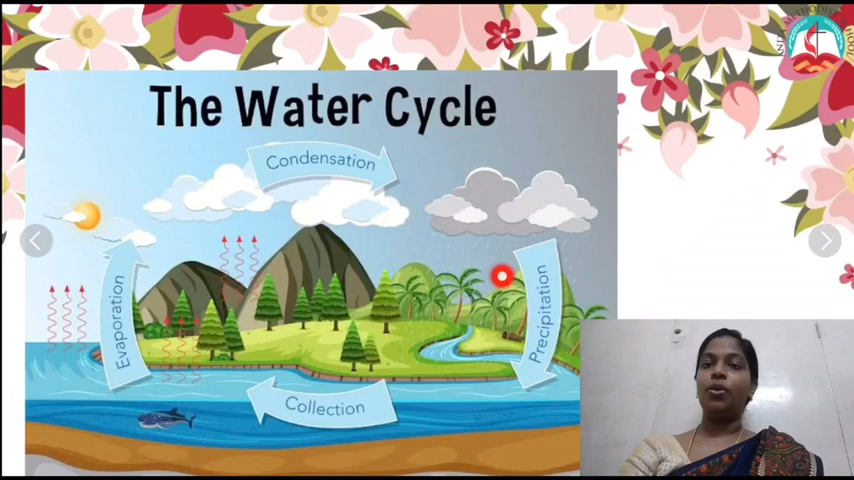 The Water Cycle
Condensation
Evaporation
Precipitation
Collection